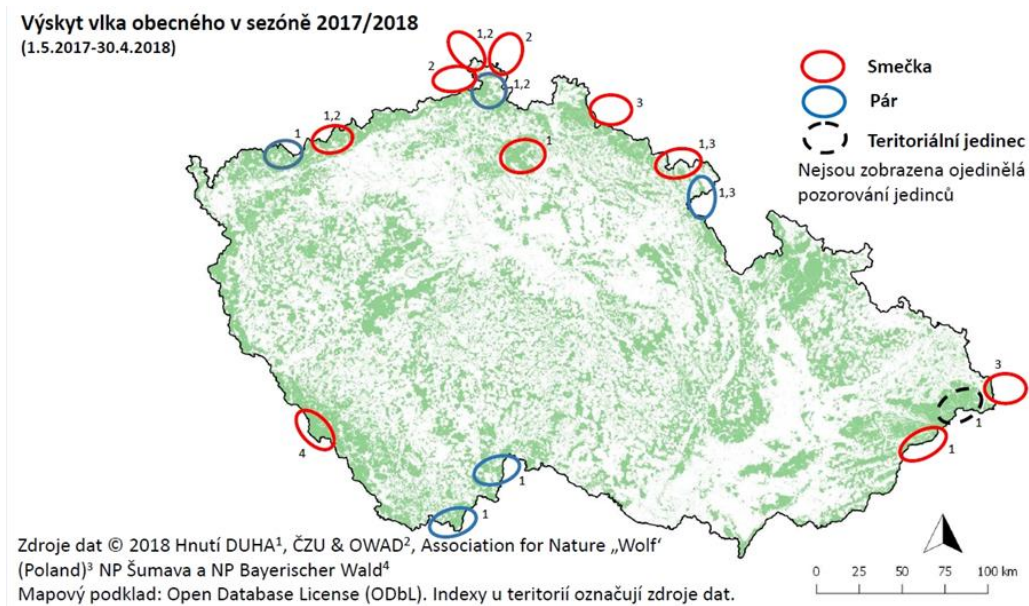 Výskyt vlka obecného v sezóně 2017/2018
(1.5.2017-30.4.2018)
1,2
2
2
1,2
1,2
1
3
1
1,3
1,3
3
1
1
4
1
1
Smečka
Pár
Teritoriální jedinec
Nejsou zobrazena ojedinělá
pozorování jedinců
Zdroje dat © 2018 Hnutí DUHA¹, ČZU & OWAD², Association for Nature „Wolf‘
(Poland)³ NP Šumava a NP Bayerischer Wald⁴
Mapový podklad: Open Database License (ODbL). Indexy u teritorií označují zdroje dat.
0 25 50 75 100 km